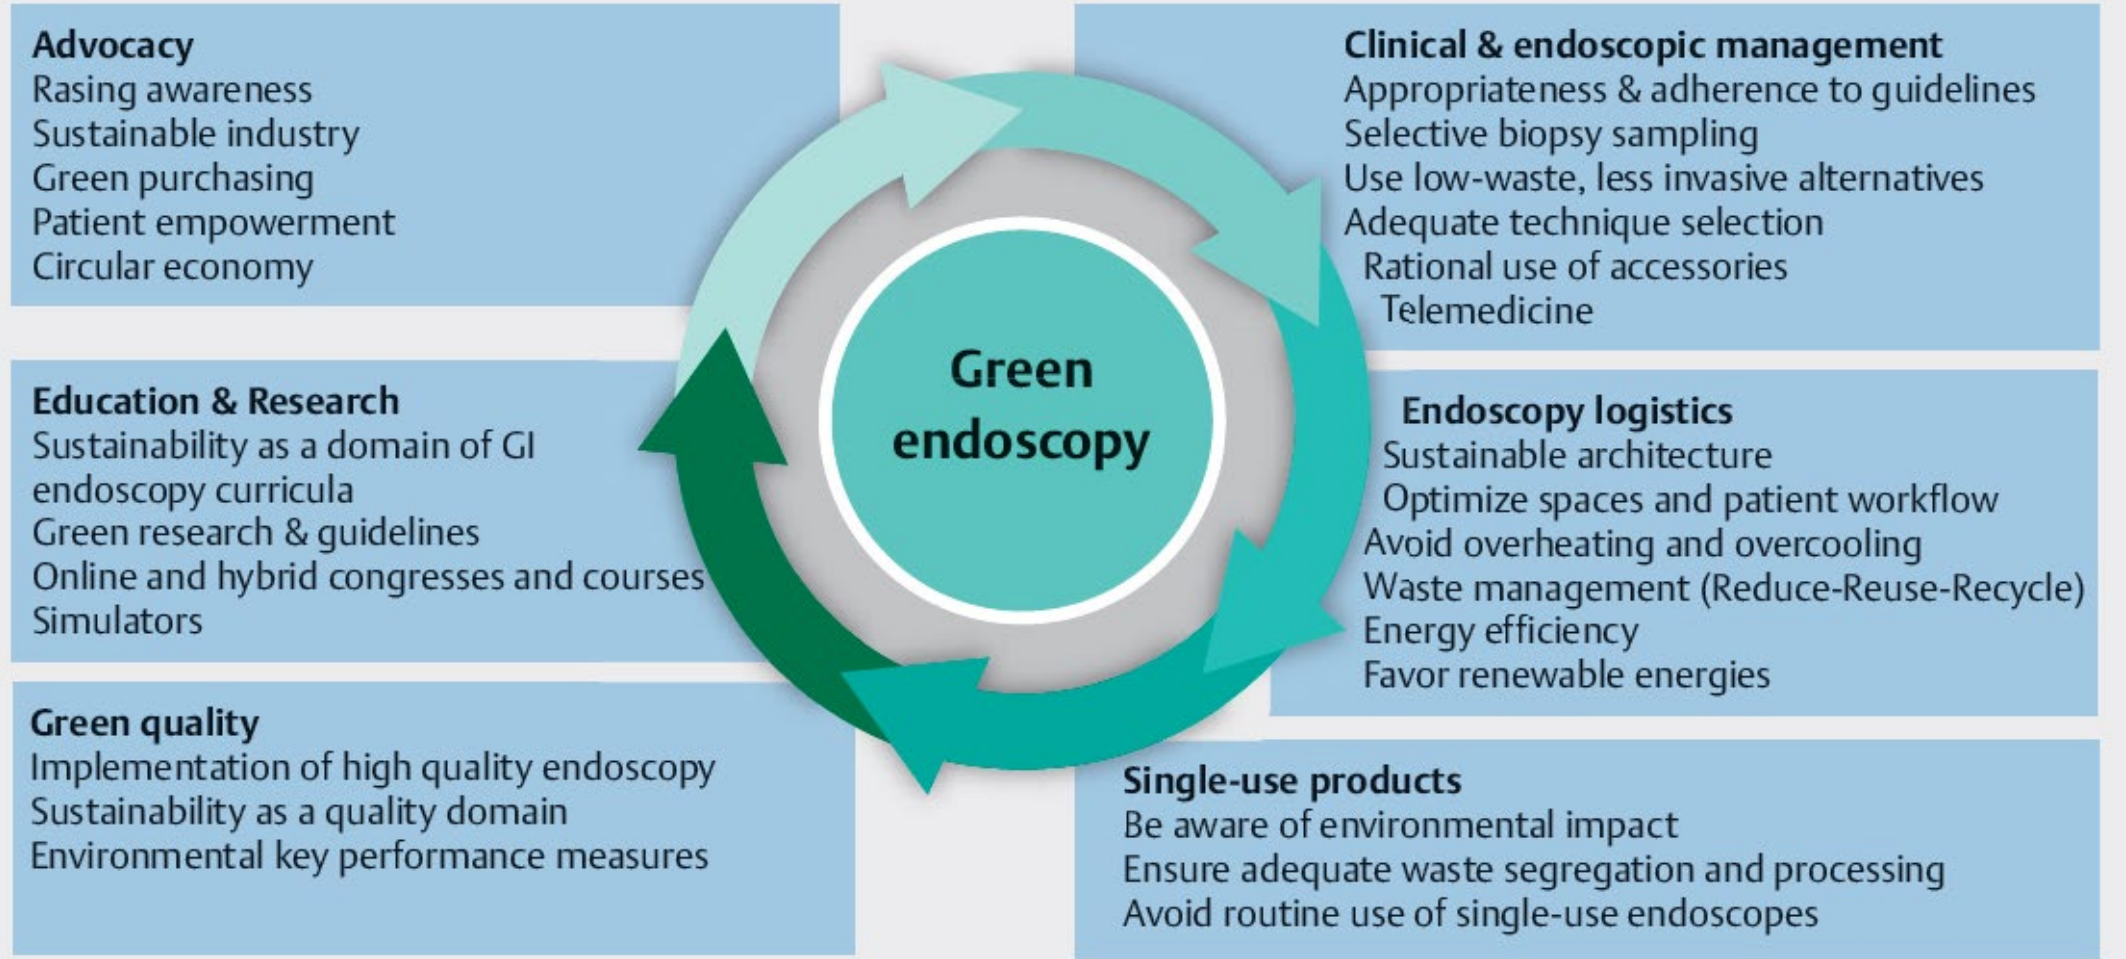 Advocacy
Rasing awareness
Sustainable industry
Green purchasing
Patient empowerment
Circular economy
Clinical & endoscopic management
Appropriateness & adherence to guidelines
Selective biopsy sampling
Use low-waste, less invasive alternatives
Adequate technique selection
Rational use of accessories
Telemedicine
Green
endoscopy
Education & Research
Sustainability as a domain of GI
endoscopy curricula
Green research & guidelines
Online and hybrid congresses and courses
Simulators
Endoscopy logistics
Sustainable architecture
Optimize spaces and patient workflow
Avoid overheating and overcooling
Waste management (Reduce-Reuse-Recycle)
Energy efficiency
Favor renewable energies
Green quality
Implementation of high quality endoscopy
Sustainability as a quality domain
Environmental key performance measures
Single-use products
Be aware of environmental impact
Ensure adequate waste segregation and processing
Avoid routine use of single-use endoscopes